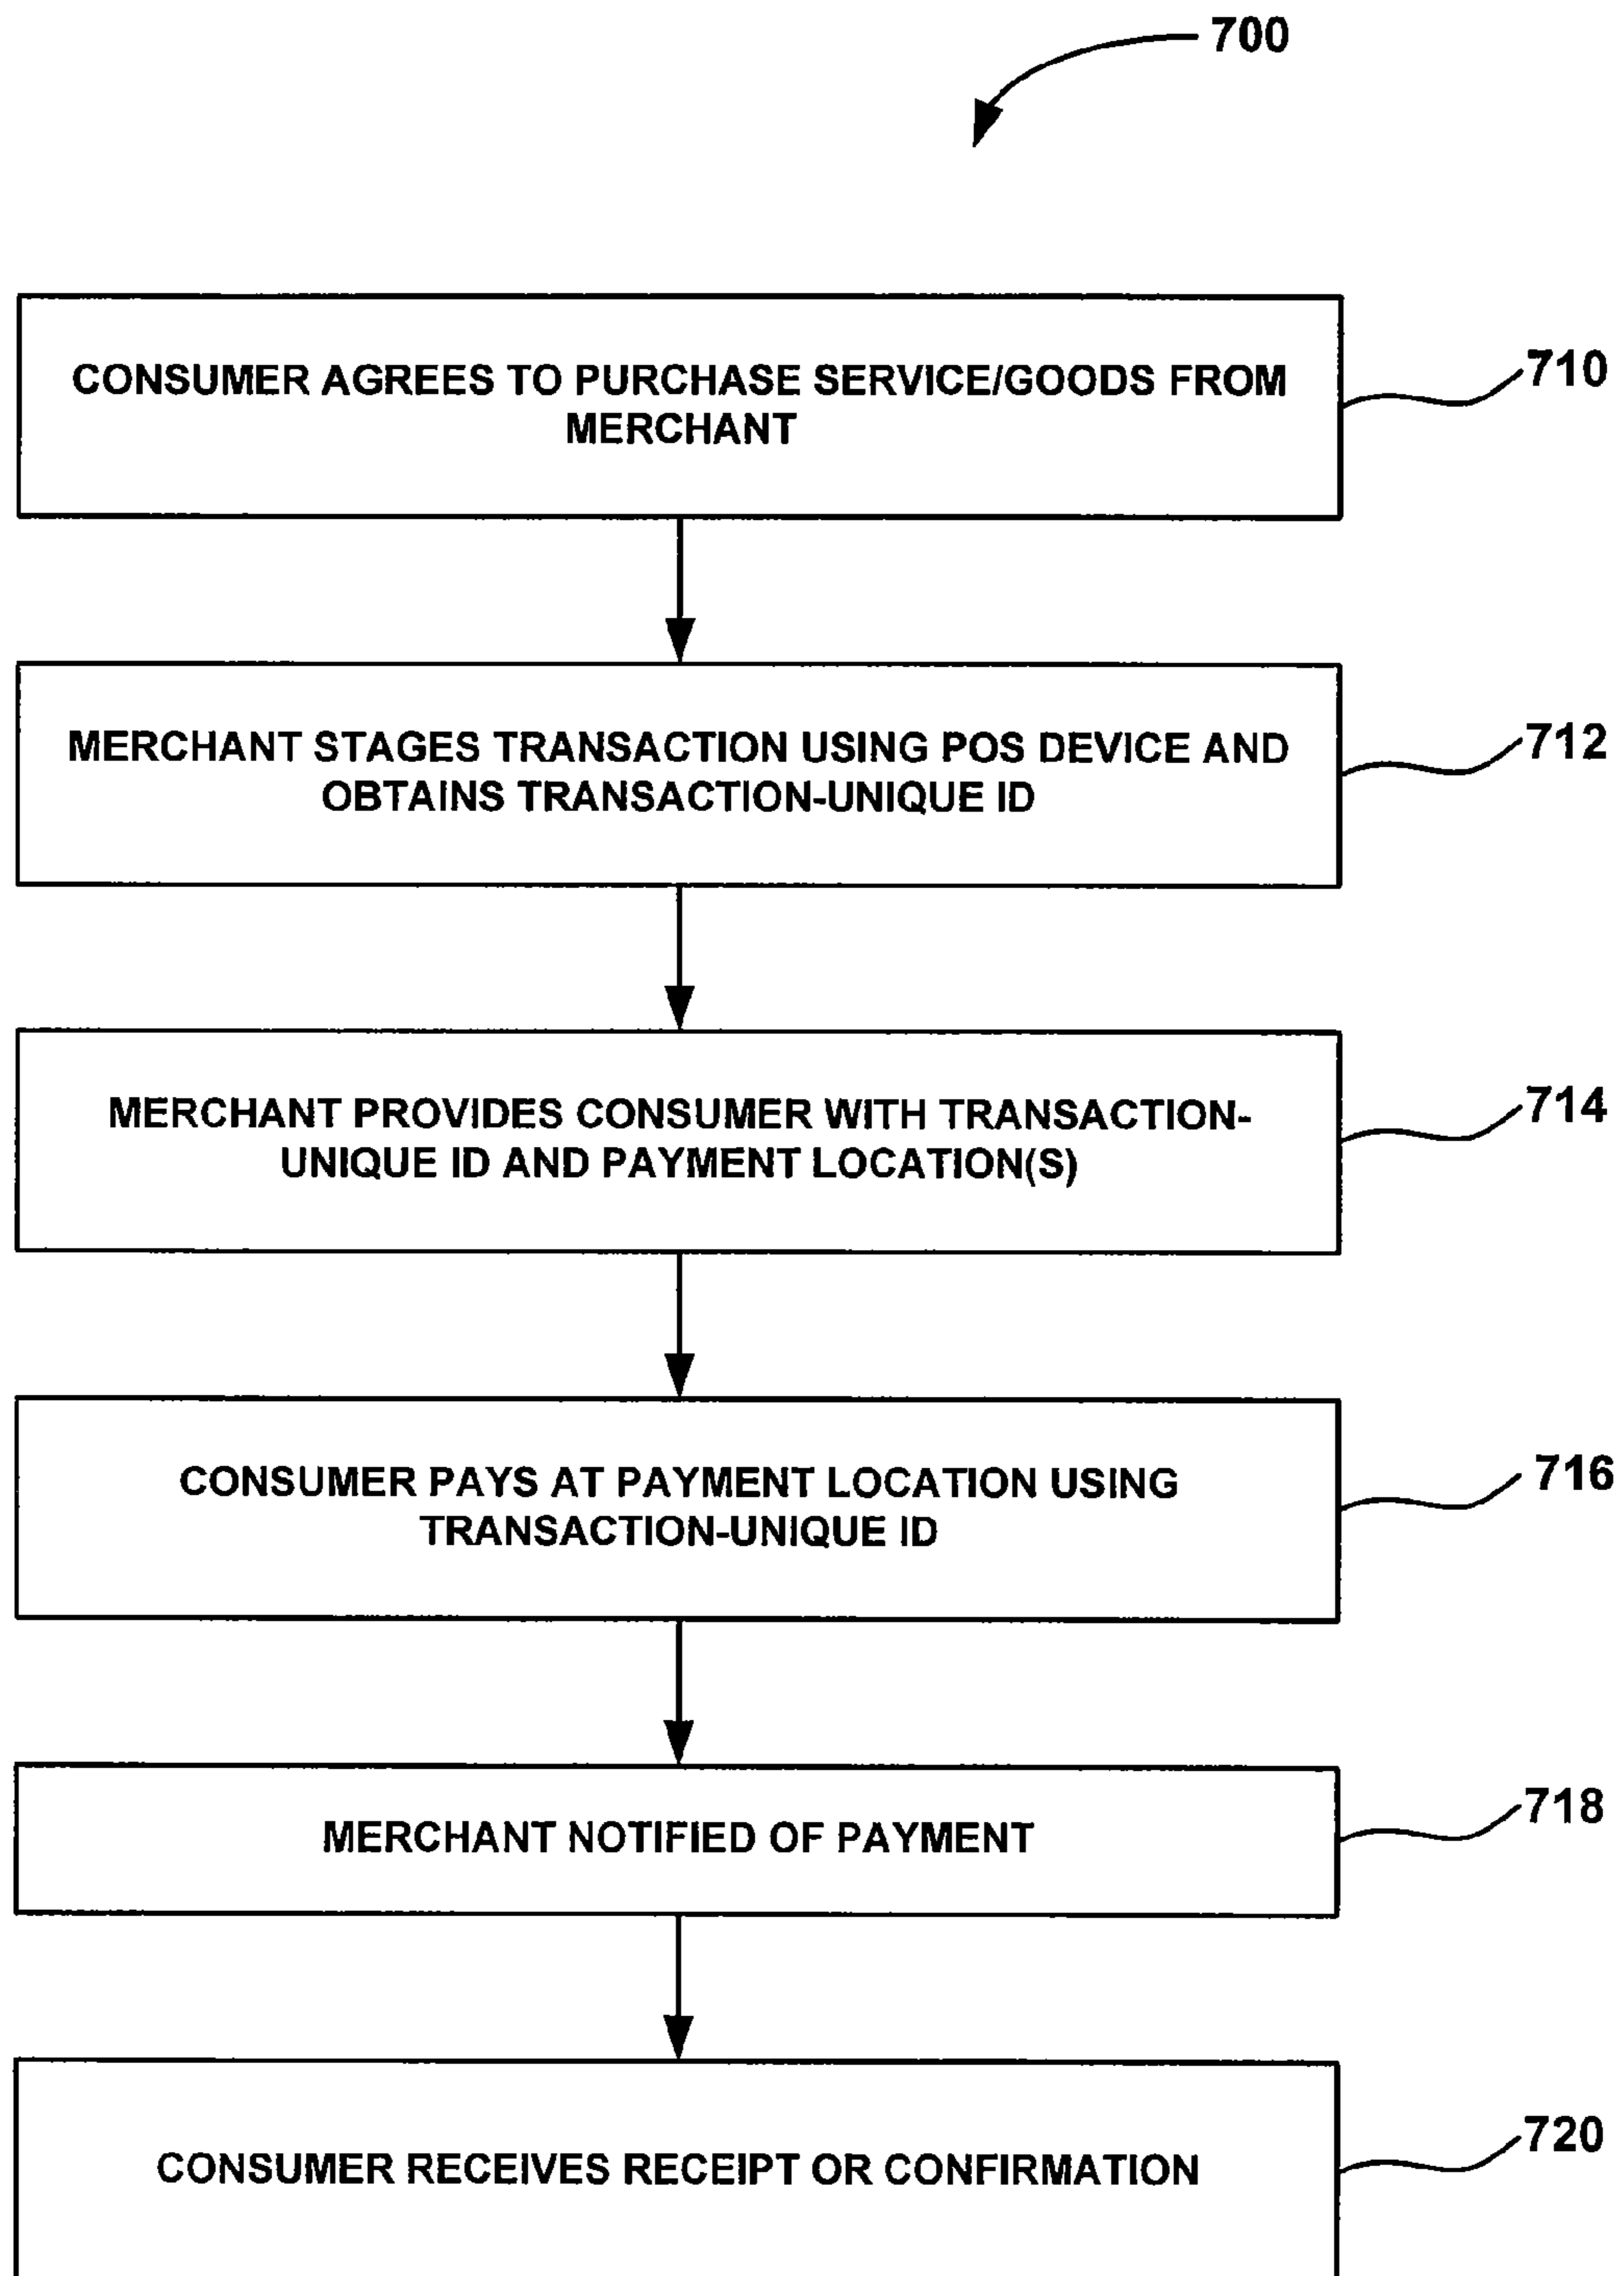 700
CONSUMER AGREES TO PURCHASE SERVICE/GOODS FROM
MERCHANT
710
MERCHANT STAGES TRANSACTION USING POS DEVICE AND
OBTAINS TRANSACTION-UNIQUE ID
712
MERCHANT PROVIDES CONSUMER WITH TRANSACTION-
UNIQUE ID AND PAYMENT LOCATION(S)
714
CONSUMER PAYS AT PAYMENT LOCATION USING
TRANSACTION-UNIQUE ID
716
MERCHANT NOTIFIED OF PAYMENT
718
CONSUMER RECEIVES RECEIPT OR CONFIRMATION
720